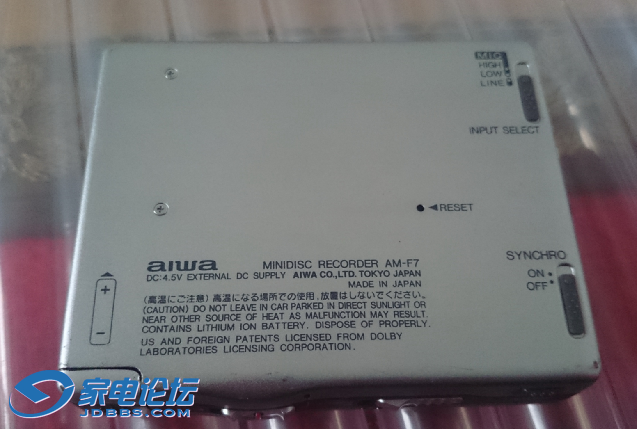 MIC
HIGH
LOW
LINE
INPUT SELECT
◄RESET
SYNCHRO
ON
OFF
aiwa MINIDISC RECORDER AM-F7
DC:4.5V EXTERNAL DC SUPPLY AIWA CO.,LTD. TOKYO JAPAN
MADE IN JAPAN
(高温にご注意) 高温になる場所での使用、放置はしないでください。
(CAUTION) DO NOT LEAVE IN CAR PARKED IN DIRECT SUNLIGHT OR
NEAR OTHER SOURCE OF HEAT AS MALFUNCTION MAY RESULT.
CONTAINS LITHIUM ION BATTERY. DISPOSE OF PROPERLY.
US AND FOREIGN PATENTS LICENSED FROM DOLBY
LABORATORIES LICENSING CORPORATION.
+
−
家电论坛
JDBBS.COM